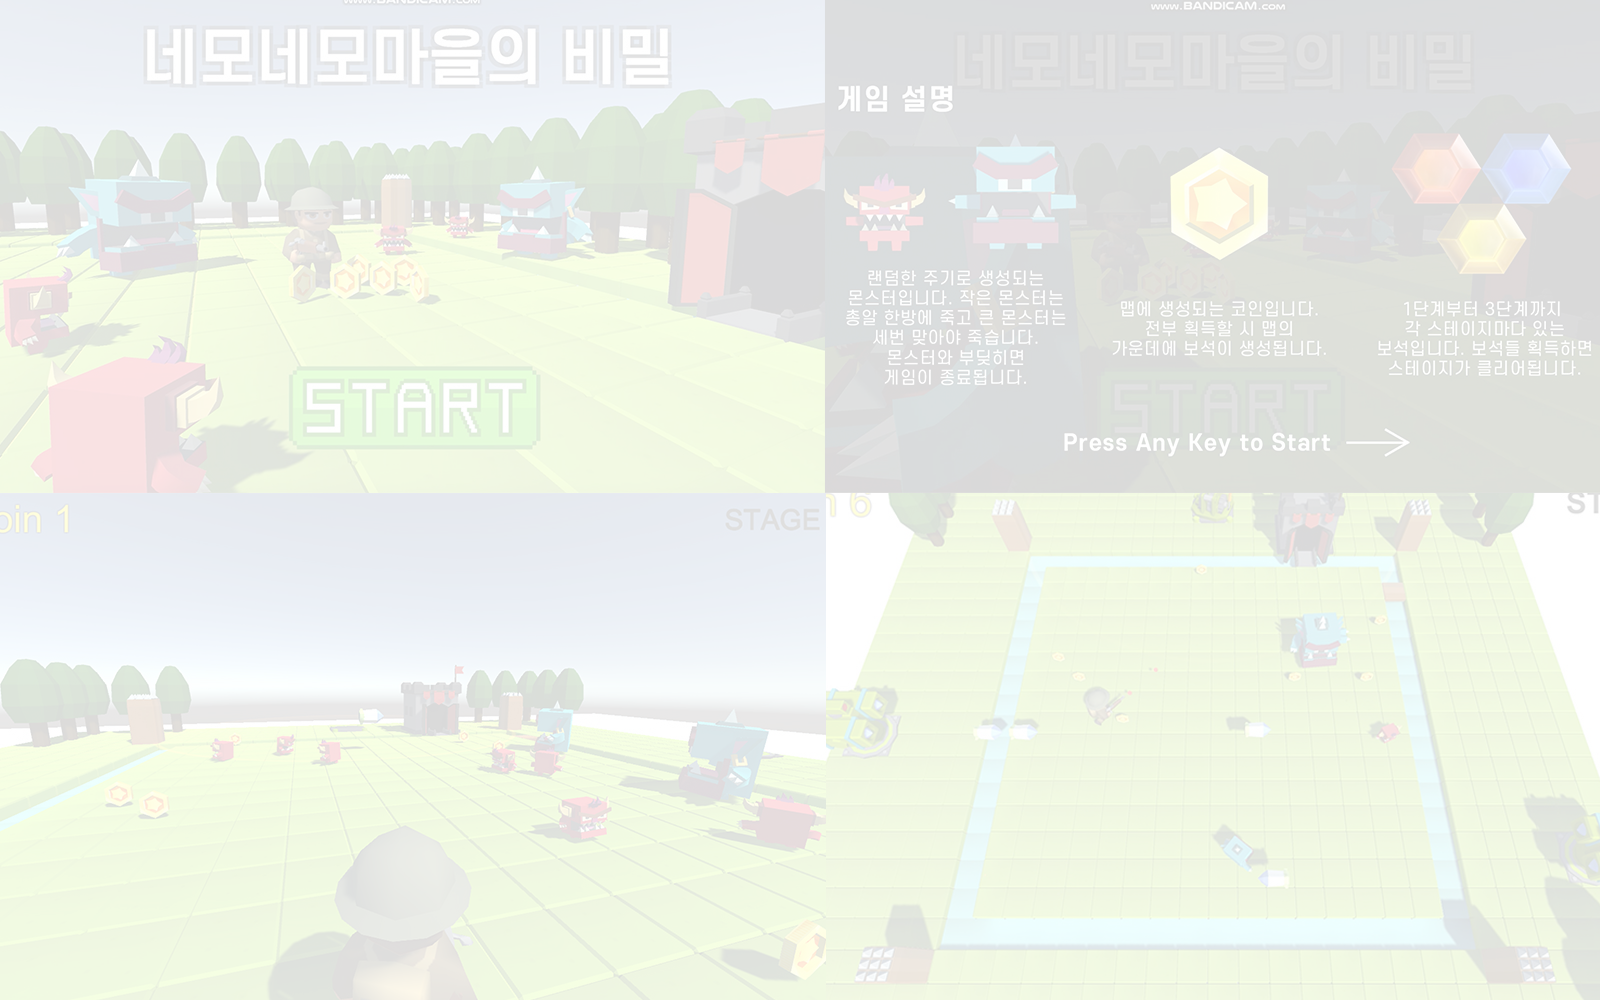 www.BANDICAM.com
네모네모마을의 비밀
START
www.BANDICAM.com
네모네모마을의 비밀
게임 설명
랜덤한 주기로 생성되는
몬스터입니다. 작은 몬스터는
총알 한방에 죽고 큰 몬스터는
세번 맞아야 죽습니다.
몬스터와 부딪히면
게임이 종료됩니다.
맵에 생성되는 코인입니다.
전부 획득할 시 맵의
가운데에 보석이 생성됩니다.
1단계부터 3단계까지
각 스테이지마다 있는
보석입니다. 보석들 획득하면
스테이지가 클리어됩니다.
START
Press Any Key to Start
oin 1
STAGE
n 6
ST